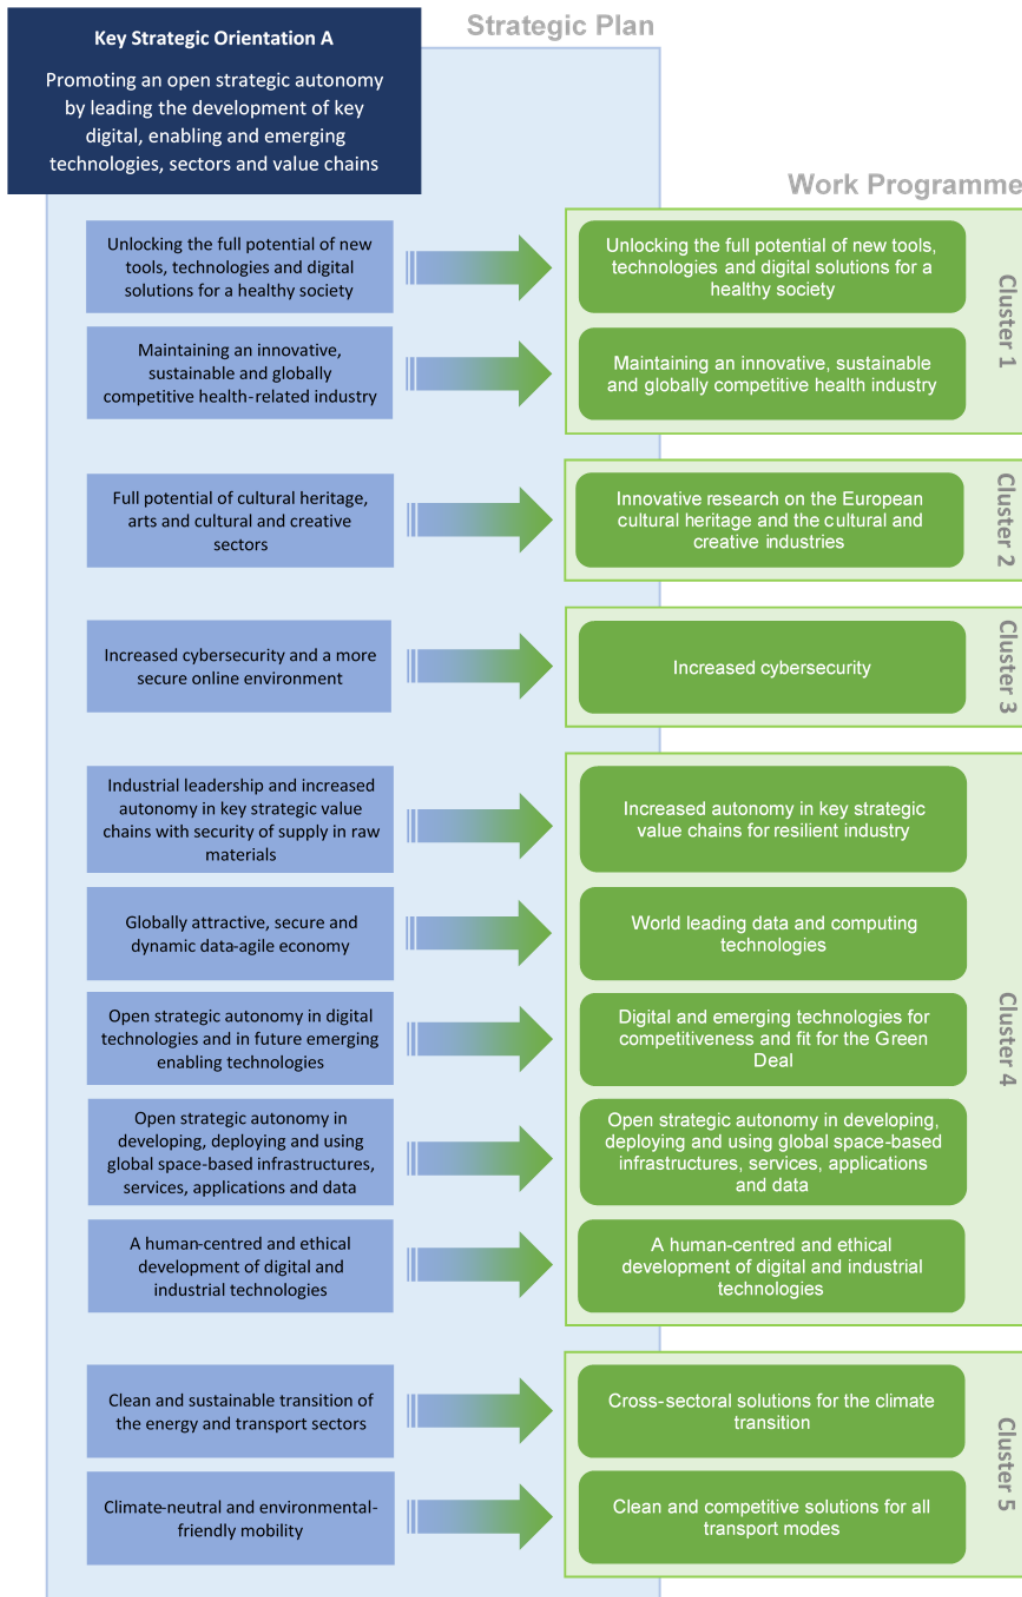 Strategic Plan
Key Strategic Orientation A
Promoting an open strategic autonomy
by leading the development of key
digital, enabling and emerging
technologies, sectors and value chains
Work Programme
Unlocking the full potential of new
tools, technologies and digital
solutions for a healthy society
Unlocking the full potential of new tools,
technologies and digital solutions for a
healthy society
Maintaining an innovative,
sustainable and globally
competitive health-related industry
Maintaining an innovative, sustainable
and globally competitive health industry
Cluster 1
Full potential of cultural heritage,
arts and cultural and creative
sectors
Innovative research on the European
cultural heritage and the cultural and
creative industries
Cluster 2
Increased cybersecurity and a more
secure online environment
Increased cybersecurity
Cluster 3
Industrial leadership and increased
autonomy in key strategic value
chains with security of supply in raw
materials
Increased autonomy in key strategic
value chains for resilient industry
Globally attractive, secure and
dynamic data-agile economy
World leading data and computing
technologies
Open strategic autonomy in digital
technologies and in future emerging
enabling technologies
Digital and emerging technologies for
competitiveness and fit for the Green
Deal
Open strategic autonomy in
developing, deploying and using
global space-based infrastructures,
services, applications and data
Open strategic autonomy in developing,
deploying and using global space-based
infrastructures, services, applications
and data
A human-centred and ethical
development of digital and
industrial technologies
A human-centred and ethical
development of digital and industrial
technologies
Cluster 4
Clean and sustainable transition of
the energy and transport sectors
Cross-sectoral solutions for the climate
transition
Climate-neutral and environmental-
friendly mobility
Clean and competitive solutions for all
transport modes
Cluster 5